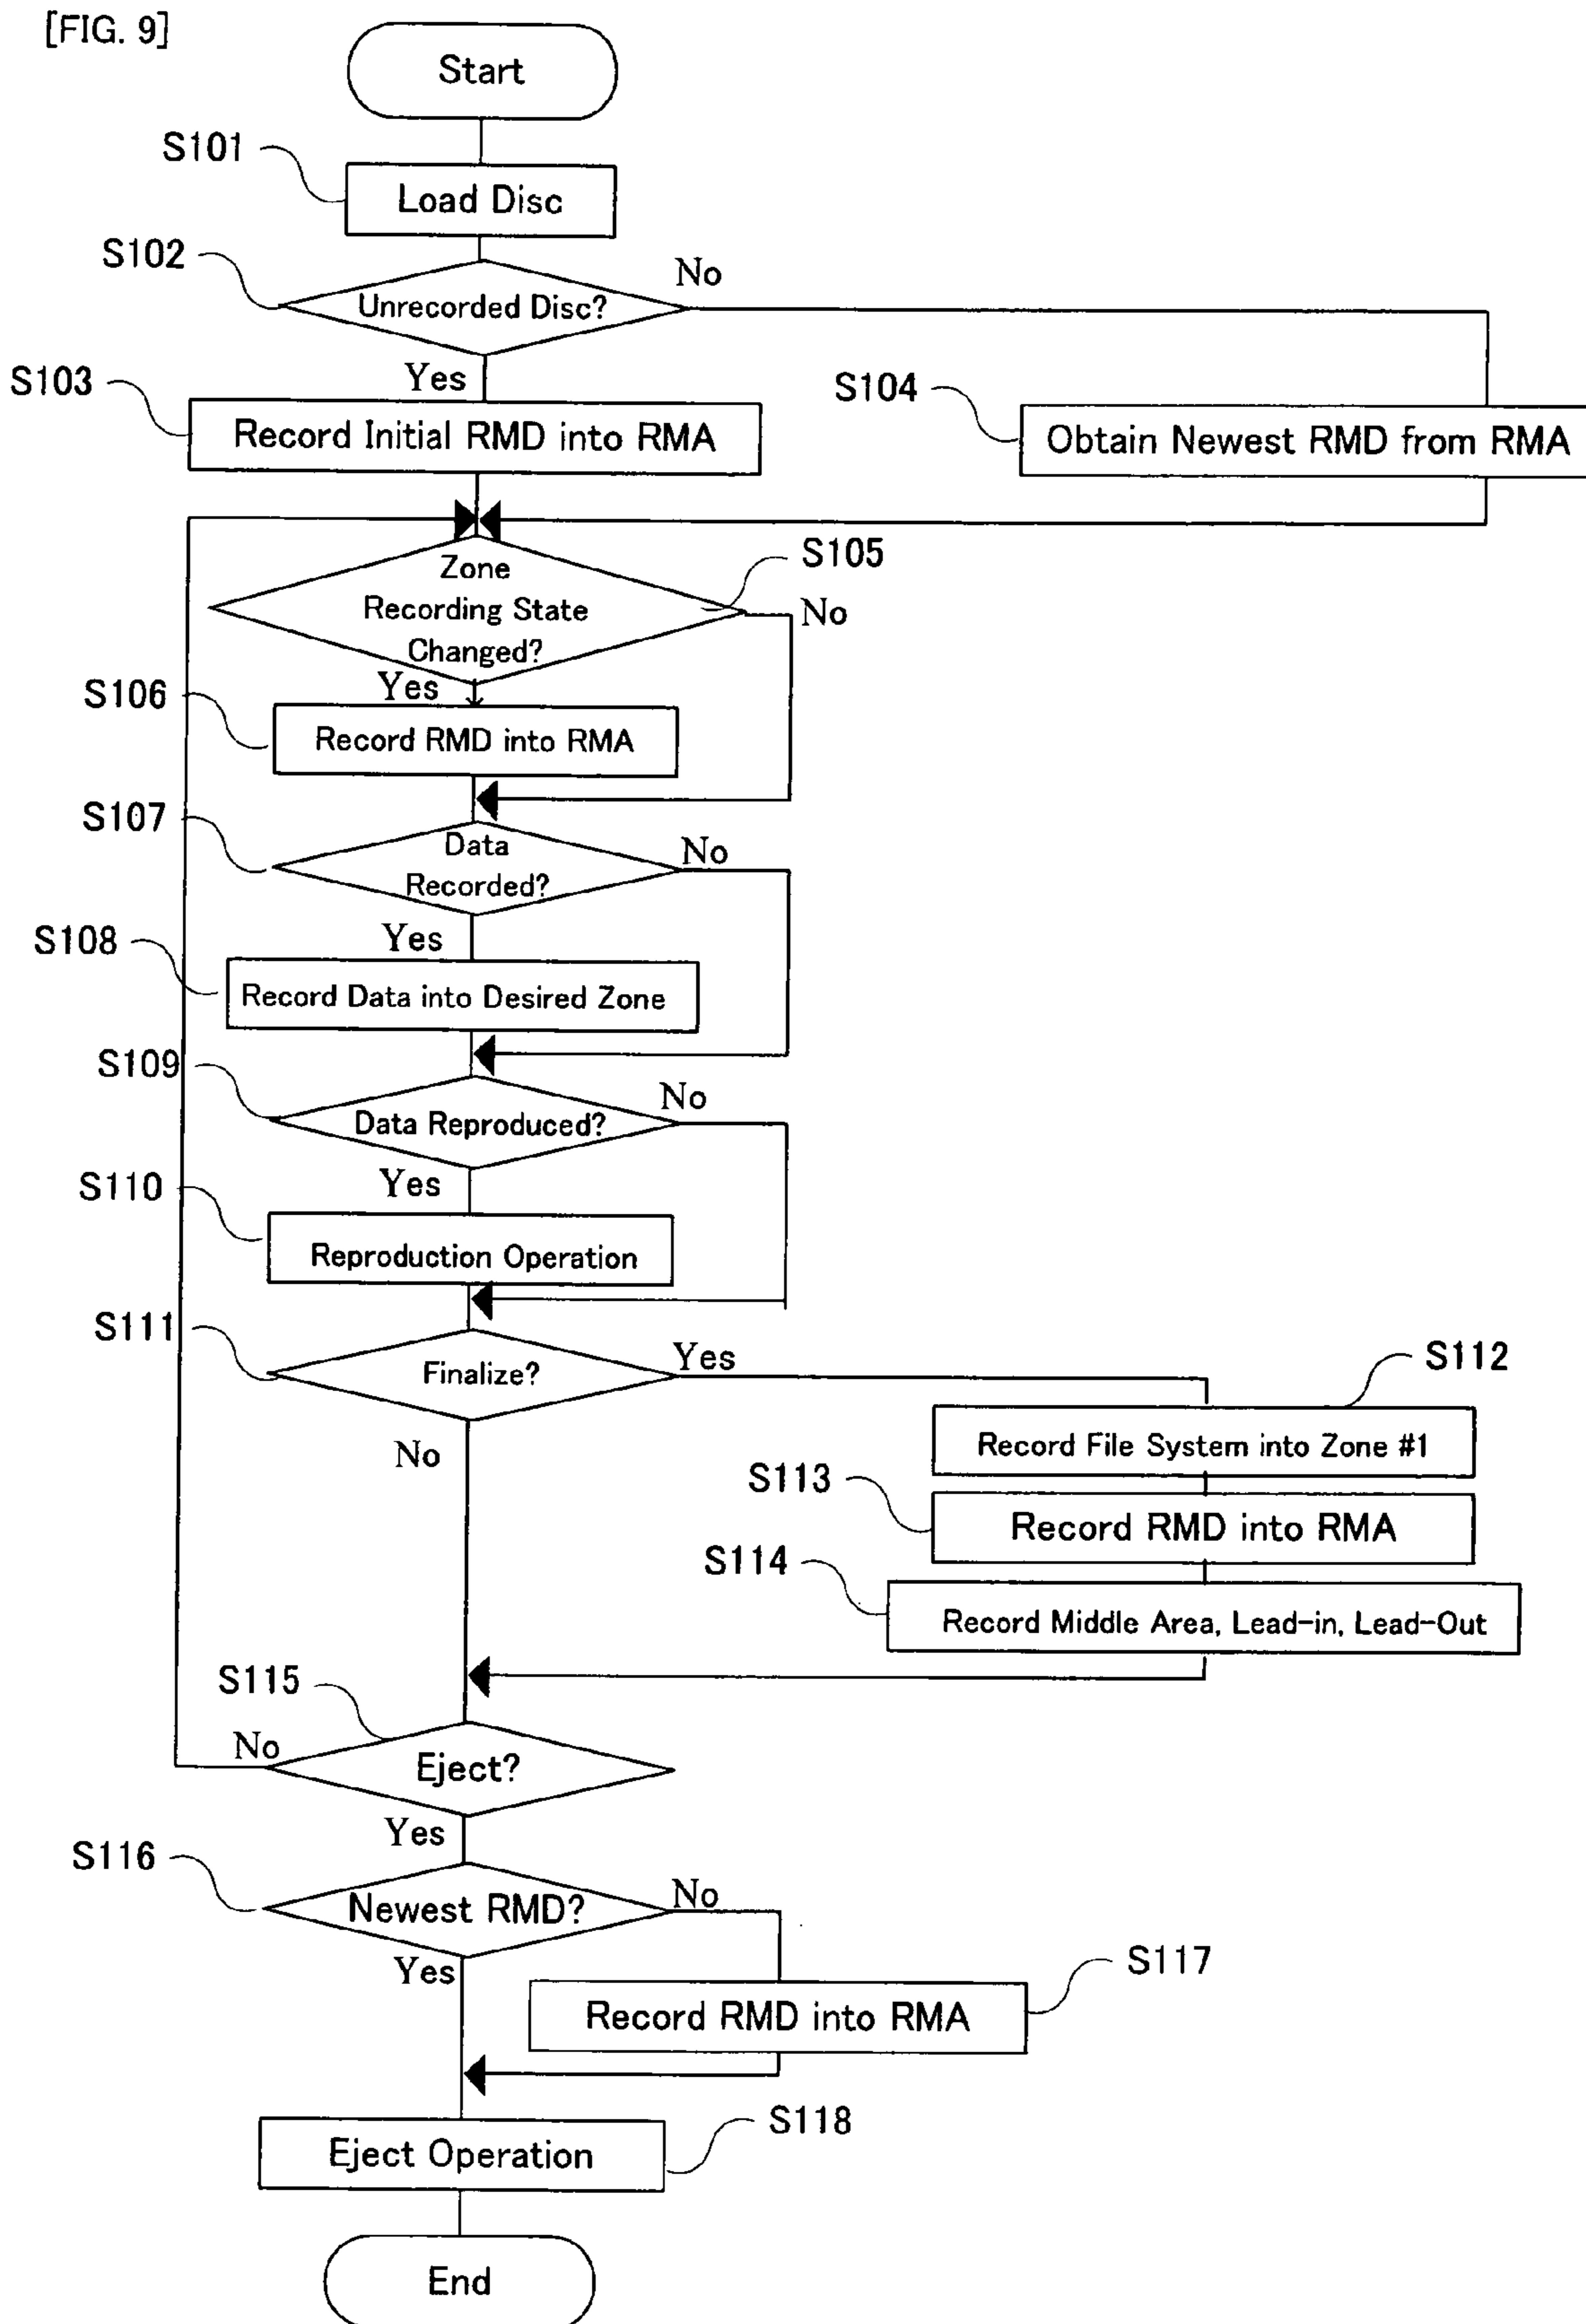 [FIG. 9]
Start
S101
Load Disc
S102
No
Unrecorded Disc?
Yes
S103
S104
Record Initial RMD into RMA
Obtain Newest RMD from RMA
S105
Zone
Recording State
Changed?
No
Yes
S106
Record RMD into RMA
S107
Data
Recorded?
No
Yes
S108
Record Data into Desired Zone
S109
No
Data Reproduced?
Yes
S110
Reproduction Operation
S111
Yes
Finalize?
No
S112
Record File System into Zone #1
S113
Record RMD into RMA
S114
Record Middle Area, Lead-in, Lead-Out
S115
No
Eject?
Yes
S116
No
Newest RMD?
Yes
S117
Record RMD into RMA
S118
Eject Operation
End